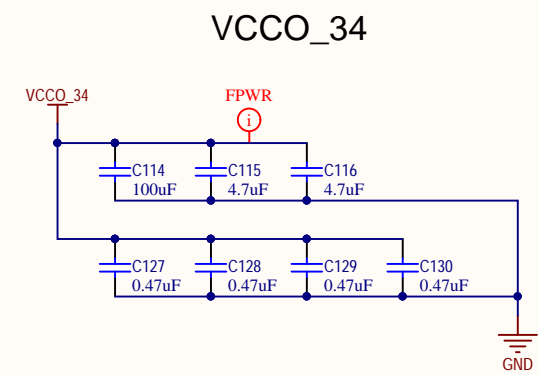 VCCO_34
VCCO_34
FPWR
i
C114
100uF
C115
4.7uF
C116
4.7uF
C127
0.47uF
C128
0.47uF
C129
0.47uF
C130
0.47uF
GND